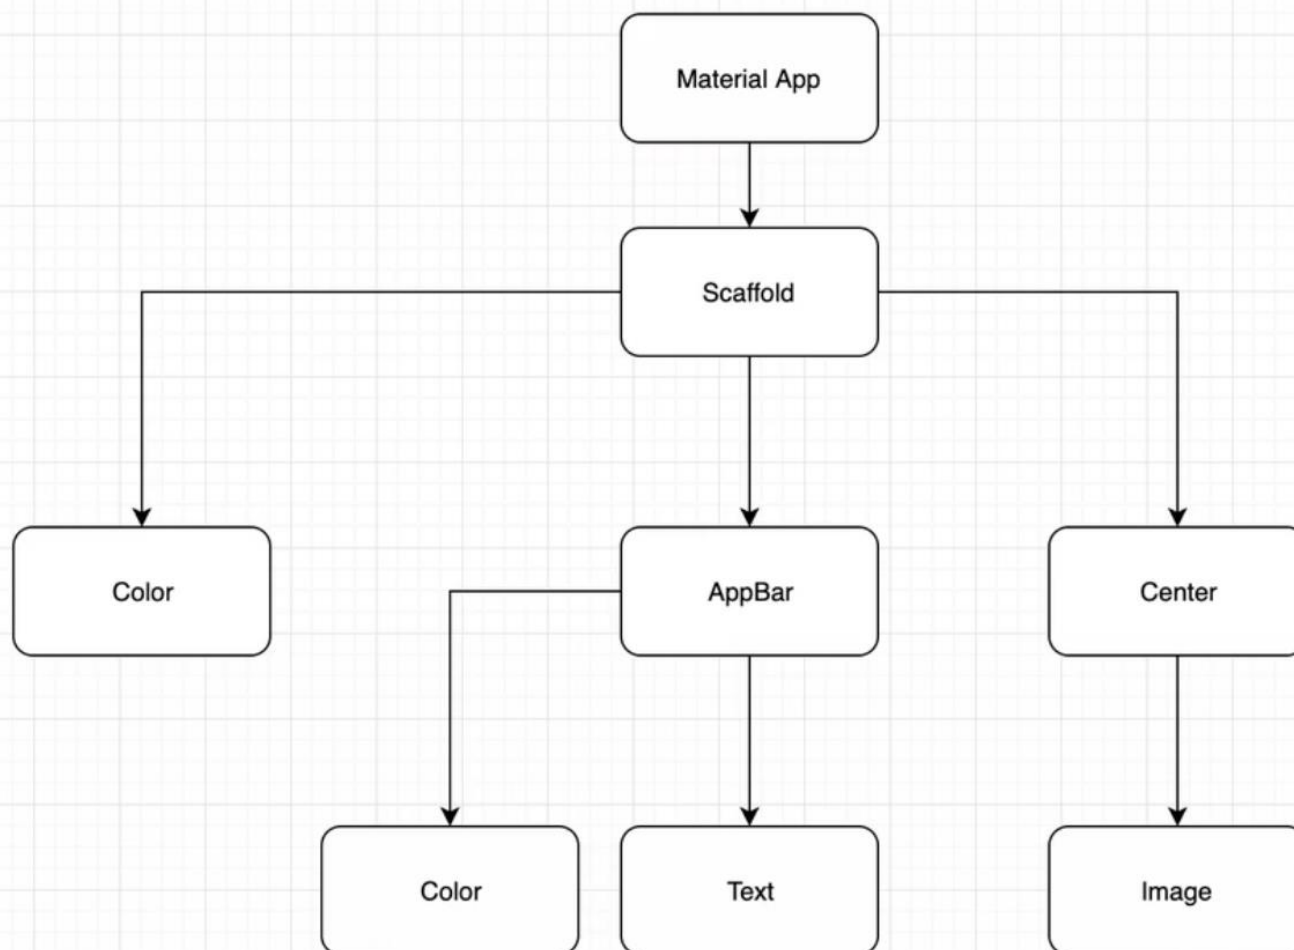 Material App
Scaffold
Color
AppBar
Center
Color
Text
Image